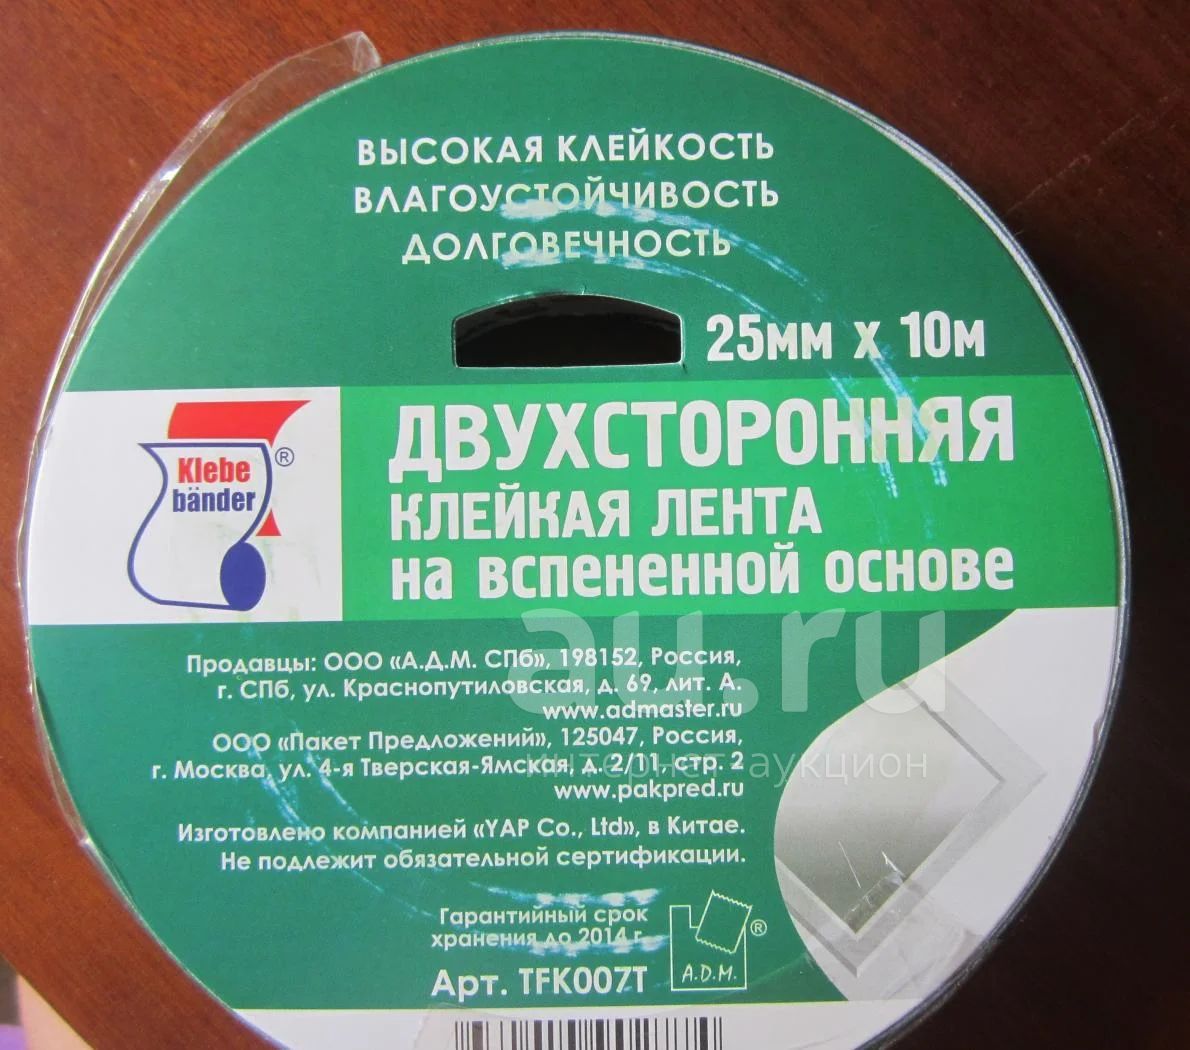 ВЫСОКАЯ КЛЕЙКОСТЬ
ВЛАГОУСТОЙЧИВОСТЬ
ДОЛГОВЕЧНОСТЬ
25мм x 10м
Klebe
bänder
®
ДВУХСТОРОННЯЯ
КЛЕЙКАЯ ЛЕНТА
НА ВСПЕНЕННОЙ ОСНОВЕ
au.ru
интернет-аукцион
Продавцы: ООО «А.Д.М. СПб», 198152, Россия,
г. СПб, ул. Краснопутиловская, д. 69, лит. А.
www.admaster.ru
ООО «Пакет Предложений», 125047, Россия,
г. Москва, ул. 4-я Тверская-Ямская, д. 2/11, стр. 2
www.pakpred.ru
Изготовлено компанией «YAP Co., Ltd», в Китае.
Не подлежит обязательной сертификации.
Гарантийный срок
хранения до 2014 г.
Арт. TFK007T
A.D.M.
®